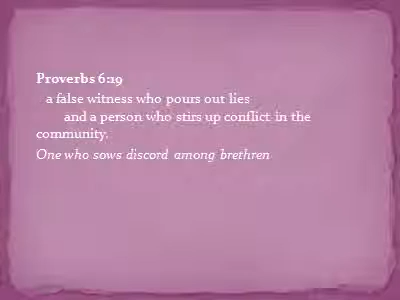 Proverbs 6:19
a false witness who pours out lies
and a person who stirs up conflict in the
community.
One who sows discord among brethren